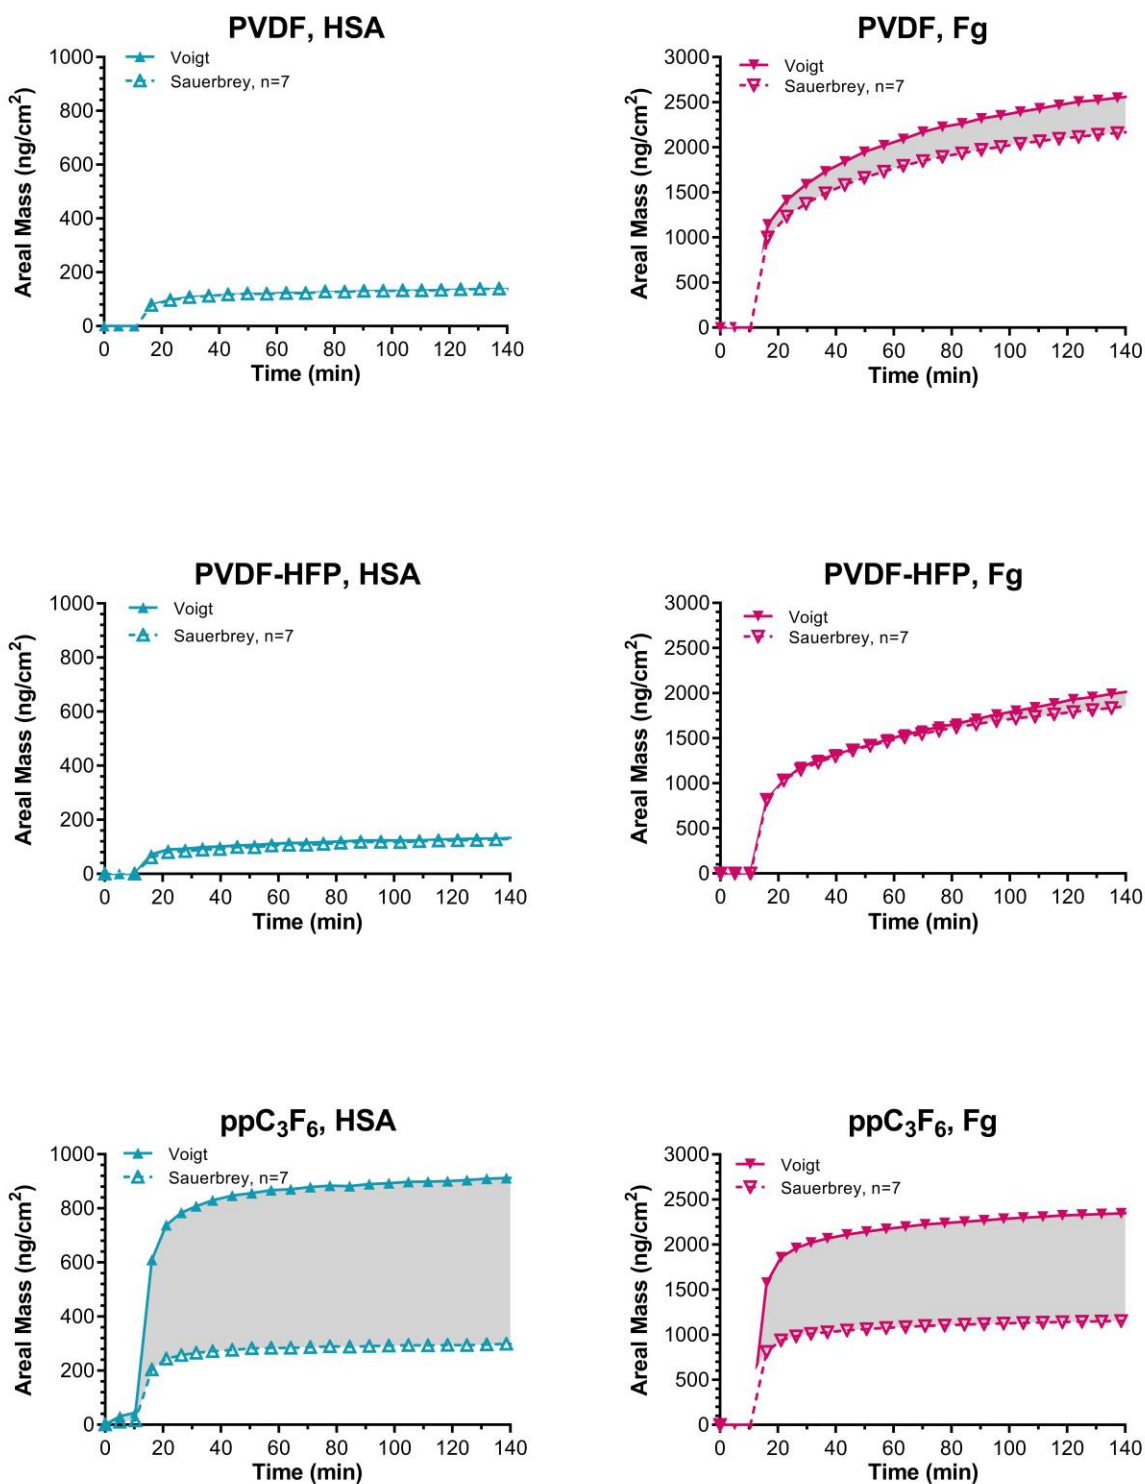 PVDF, HSA
Voigt
Sauerbrey, n=7
Areal Mass (ng/cm²)
1000
800
600
400
200
0
0 20 40 60 80 100 120 140
Time (min)
PVDF, Fg
Voigt
Sauerbrey, n=7
Areal Mass (ng/cm²)
3000
2500
2000
1500
1000
500
0
0 20 40 60 80 100 120 140
Time (min)
PVDF-HFP, HSA
Voigt
Sauerbrey, n=7
Areal Mass (ng/cm²)
1000
800
600
400
200
0
0 20 40 60 80 100 120 140
Time (min)
PVDF-HFP, Fg
Voigt
Sauerbrey, n=7
Areal Mass (ng/cm²)
3000
2500
2000
1500
1000
500
0
0 20 40 60 80 100 120 140
Time (min)
ppC₃F₆, HSA
Voigt
Sauerbrey, n=7
Areal Mass (ng/cm²)
1000
800
600
400
200
0
0 20 40 60 80 100 120 140
Time (min)
ppC₃F₆, Fg
Voigt
Sauerbrey, n=7
Areal Mass (ng/cm²)
3000
2500
2000
1500
1000
500
0
0 20 40 60 80 100 120 140
Time (min)